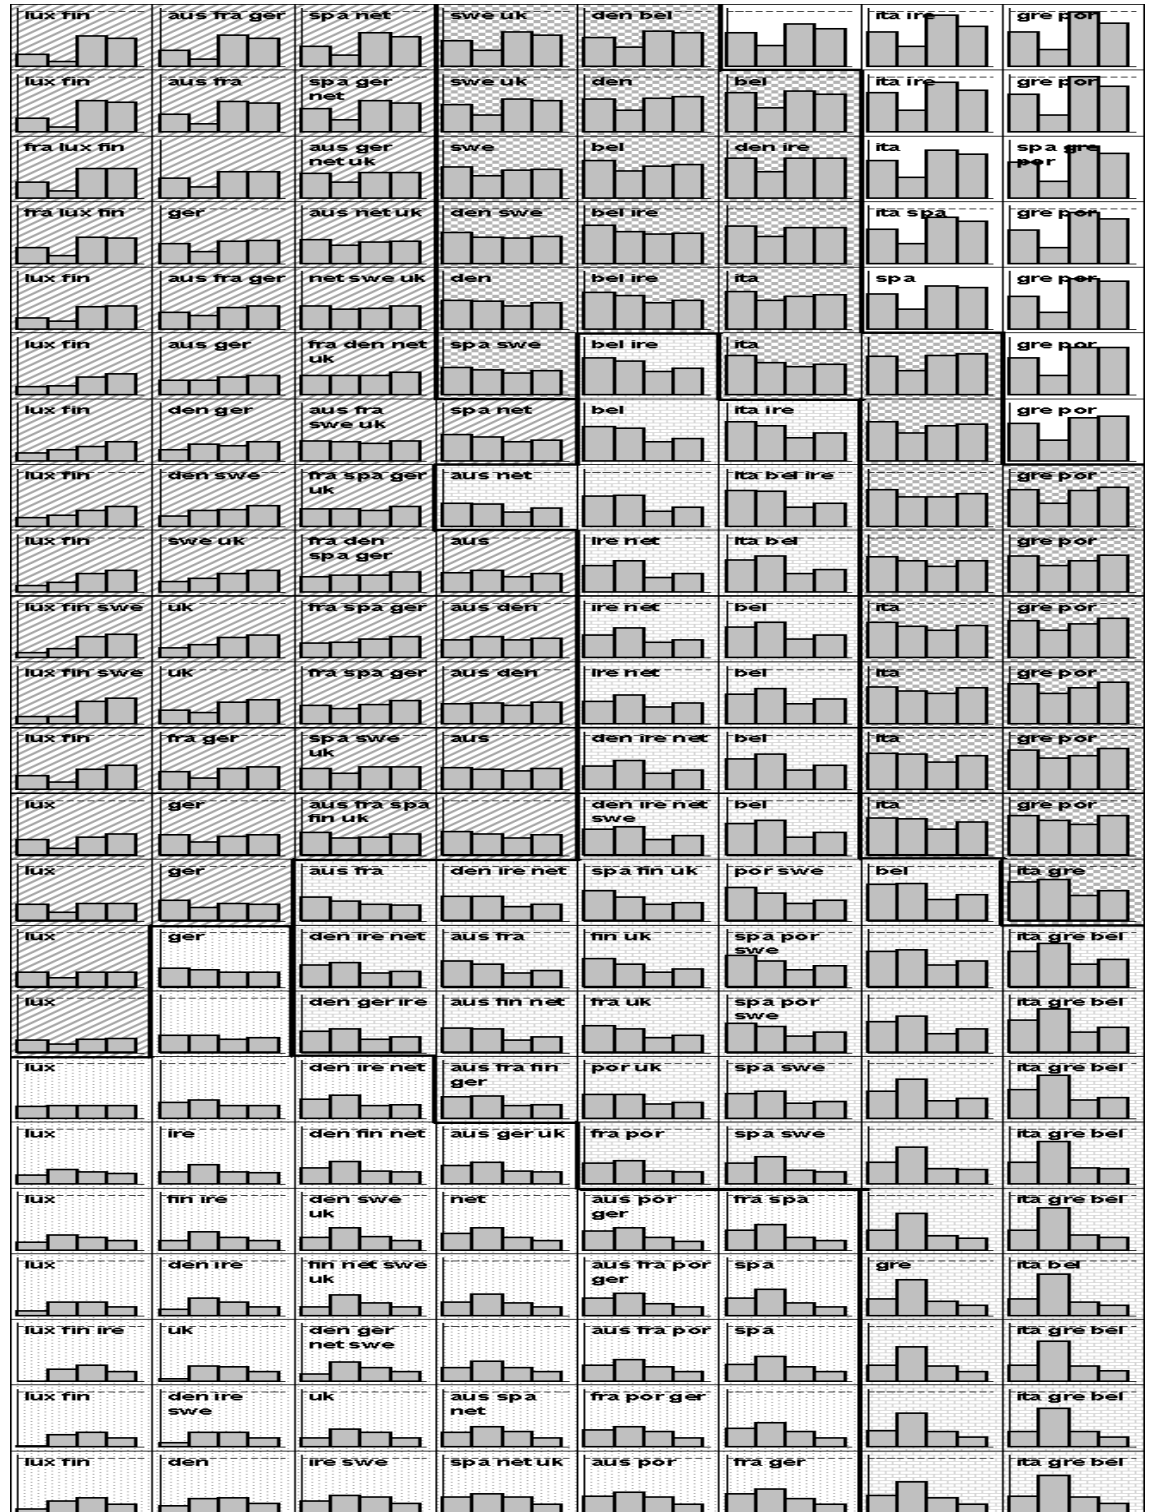 lux fin
aus fra ger
spa net
swe uk
den bel
ita ire
gre por
lux fin
aus fra
spa ger
net
swe uk
den
bel
ita ire
gre por
fra lux fin
aus ger
net uk
swe
bel
den ire
ita
spa gre
por
fra lux fin
ger
aus net uk
den swe
bel ire
ita spa
gre por
lux fin
aus fra ger
net swe uk
den
bel ire
ita
spa
gre por
lux fin
aus ger
fra den net
uk
spa swe
bel ire
ita
gre por
lux fin
den ger
aus fra
swe uk
spa net
bel
ita ire
gre por
lux fin
den swe
fra spa ger
uk
aus net
ita bel ire
gre por
lux fin
swe uk
fra den
spa ger
aus
ire net
ita bel
gre por
lux fin swe
uk
fra spa ger
aus den
ire net
bel
ita
gre por
lux fin swe
uk
fra spa ger
aus den
ire net
bel
ita
gre por
lux fin
fra ger
spa swe
uk
aus
den ire net
bel
ita
gre por
lux
ger
aus fra spa
fin uk
den ire net
swe
bel
ita
gre por
lux
ger
aus fra
den ire net
spa fin uk
por swe
bel
ita gre
lux
ger
den ire net
aus fra
fin uk
spa por
swe
ita gre bel
lux
den ger ire
aus fin net
fra uk
spa por
swe
ita gre bel
lux
den ire net
aus fra fin
ger
por uk
spa swe
ita gre bel
lux
ire
den fin net
aus ger uk
fra por
spa swe
ita gre bel
lux
fin ire
den swe
uk
net
aus por
ger
fra spa
ita gre bel
lux
den ire
fin net swe
uk
aus fra por
ger
spa
gre
ita bel
lux fin ire
uk
den ger
net swe
aus fra por
spa
ita gre bel
lux fin
den ire
swe
uk
aus spa
net
fra por ger
ita gre bel
lux fin
den
ire swe
spa net uk
aus por
fra ger
ita gre bel